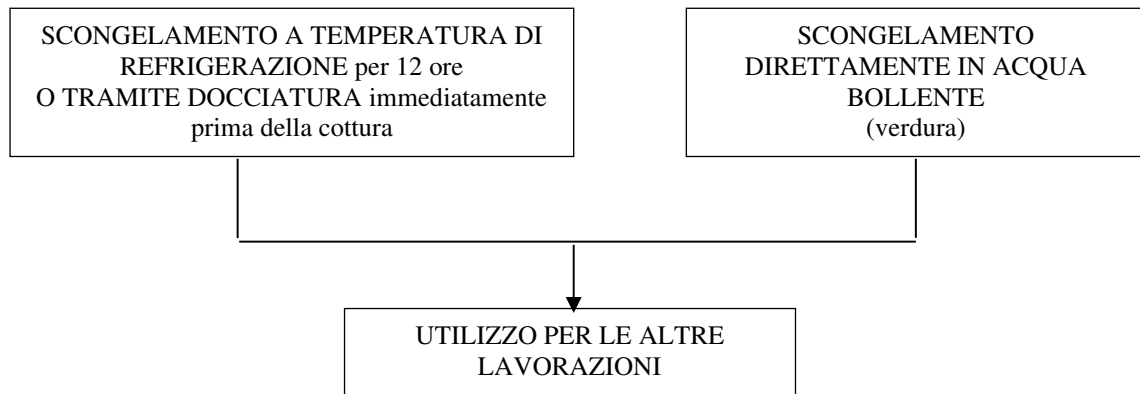 SCONGELAMENTO A TEMPERATURA DI
REFRIGERAZIONE per 12 ore
O TRAMITE DOCCIATURA immediatamente
prima della cottura
SCONGELAMENTO
DIRETTAMENTE IN ACQUA
BOLLENTE
(verdura)
UTILIZZO PER LE ALTRE
LAVORAZIONI